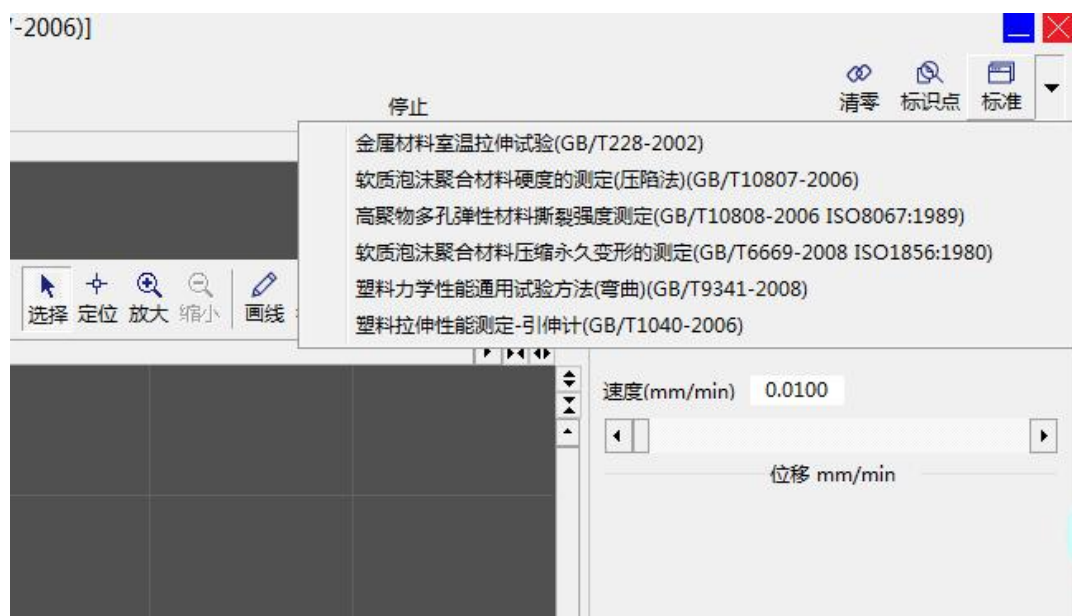 -2006)]
清零 标识点 标准
停止
金属材料室温拉伸试验(GB/T228-2002)
软质泡沫聚合材料硬度的测定(压陷法)(GB/T10807-2006)
高聚物多孔弹性材料撕裂强度测定(GB/T10808-2006 ISO8067:1989)
软质泡沫聚合材料压缩永久变形的测定(GB/T6669-2008 ISO1856:1980)
塑料力学性能通用试验方法(弯曲)(GB/T9341-2008)
塑料拉伸性能测定-引伸计(GB/T1040-2006)
选择 定位 放大 缩小 画线
速度(mm/min) 0.0100
位移 mm/min